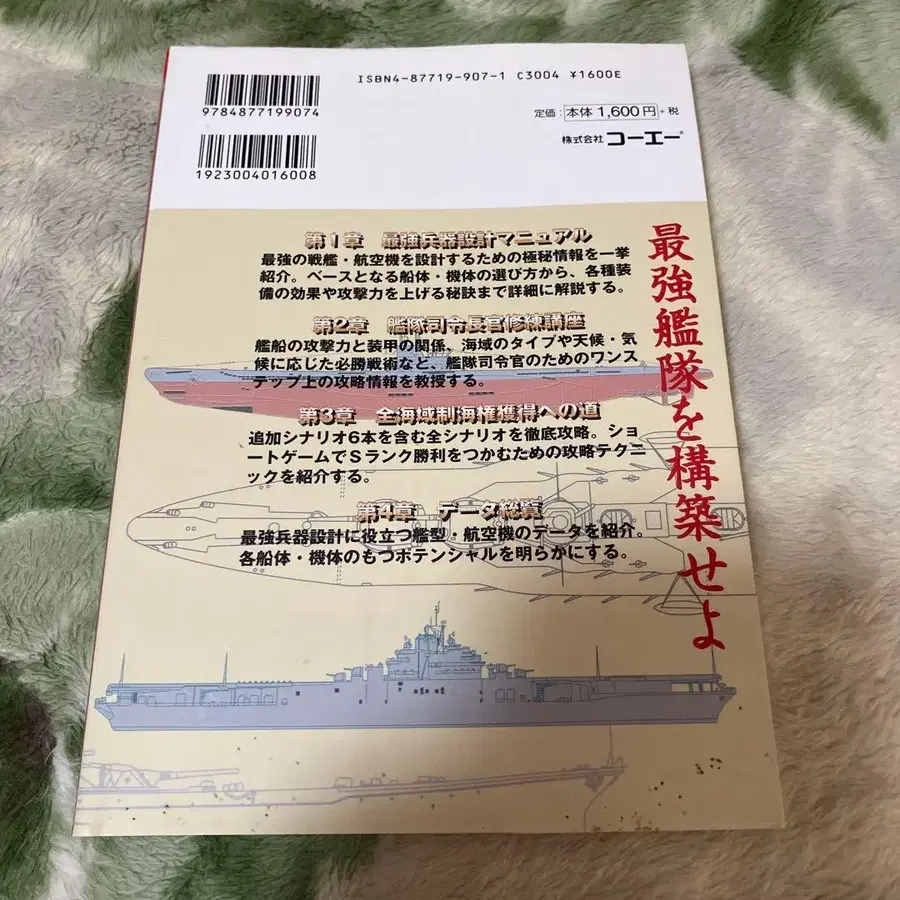 ISBN4-87719-907-1 C3004 ¥1600E
9784877199074
定価：本体 1,600円+税
株式会社 コーエー®
1923004016008
最強艦隊を構築せよ
第1章 最強兵器設計マニュアル
最強の戦艦・航空機を設計するための極秘情報を一挙
紹介。ベースとなる船体・機体の選び方から、各種装
備の効果や攻撃力を上げる秘訣まで詳細に解説する。
第2章 艦隊司令長官修練講座
艦船の攻撃力と装甲の関係、海域のタイプや天候・気
候に応じた必勝戦術など、艦隊司令官のためのワンス
テップ上の攻略情報を教授する。
第3章 全海域制海権獲得への道
追加シナリオ6本を含む全シナリオを徹底攻略。ショ
ートゲームでSランク勝利をつかむための攻略テクニ
ックを紹介する。
第4章 データ総覧
最強兵器設計に役立つ艦型・航空機のデータを紹介。
各船体・機体のもつポテンシャルを明らかにする。